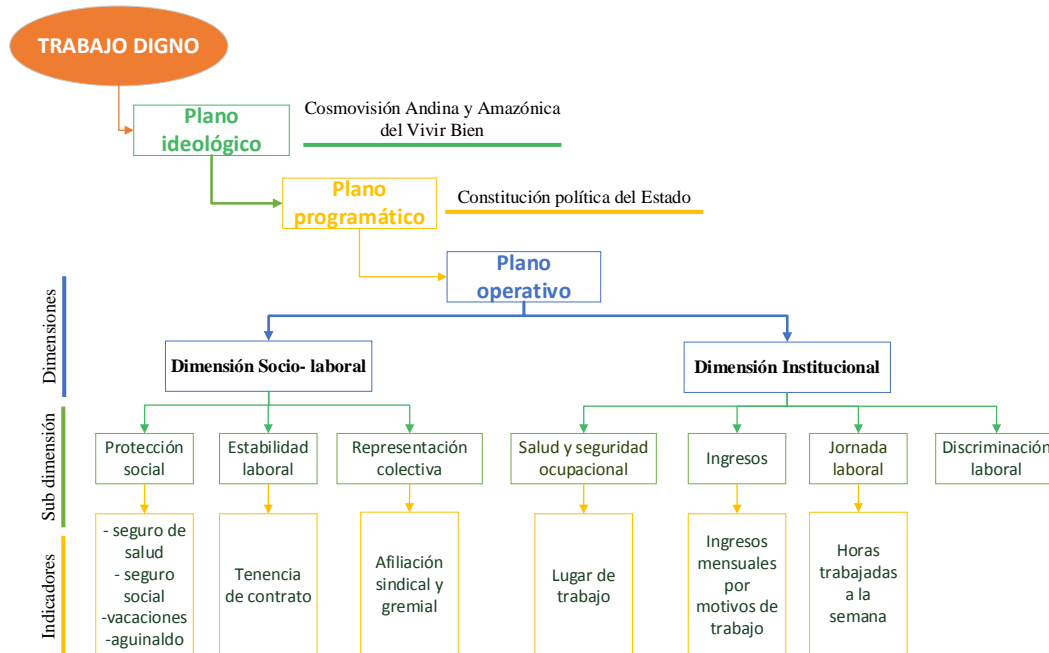 TRABAJO DIGNO
Plano
ideológico
Cosmovisión Andina y Amazónica
del Vivir Bien
Plano
programático
Constitución política del Estado
Plano
operativo
Dimensiones
Dimensión Socio- laboral
Dimensión Institucional
Sub dimensión
Protección
social
Estabilidad
laboral
Representación
colectiva
Salud y seguridad
ocupacional
Ingresos
Jornada
laboral
Discriminación
laboral
Indicadores
- seguro de
salud
- seguro
social
-vacaciones
-aguinaldo
Tenencia
de contrato
Afiliación
sindical y
gremial
Lugar de
trabajo
Ingresos
mensuales
por
motivos de
trabajo
Horas
trabajadas
a la
semana